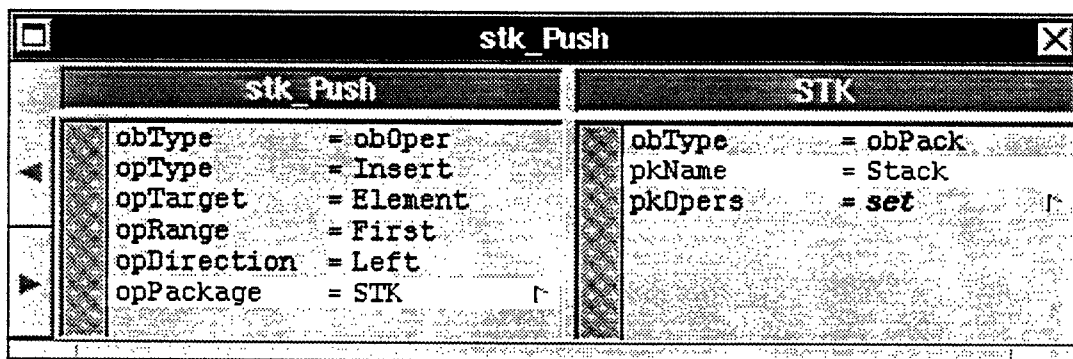 stk_Push
stk_Push
obType = obOper
opType = Insert
opTarget = Element
opRange = First
opDirection = Left
opPackage = STK
STK
obType = obPack
pkName = Stack
pkOpers = set